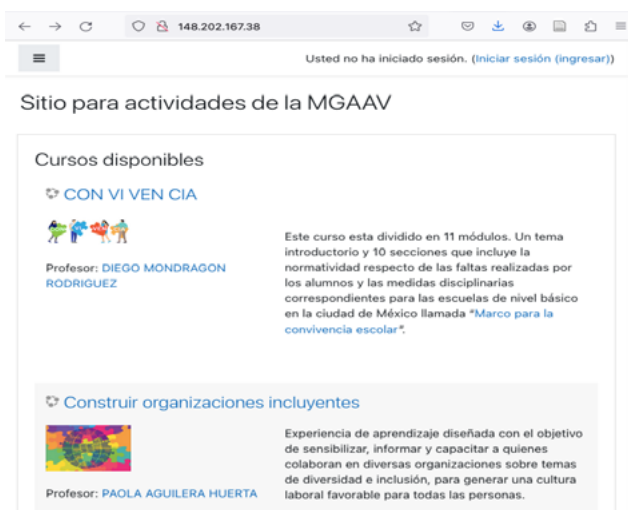 148.202.167.38
Usted no ha iniciado sesión. (Iniciar sesión (ingresar))
Sitio para actividades de la MGAAV
Cursos disponibles
CON VI VEN CIA
Profesor: DIEGO MONDRAGON
RODRIGUEZ
Este curso esta dividido en 11 módulos. Un tema
introductorio y 10 secciones que incluye la
normatividad respecto de las faltas realizadas por
los alumnos y las medidas disciplinarias
correspondientes para las escuelas de nivel básico
en la ciudad de México llamada “Marco para la
convivencia escolar”.
Construir organizaciones incluyentes
Profesor: PAOLA AGUILERA HUERTA
Experiencia de aprendizaje diseñada con el objetivo
de sensibilizar, informar y capacitar a quienes
colaboran en diversas organizaciones sobre temas
de diversidad e inclusión, para generar una cultura
laboral favorable para todas las personas.